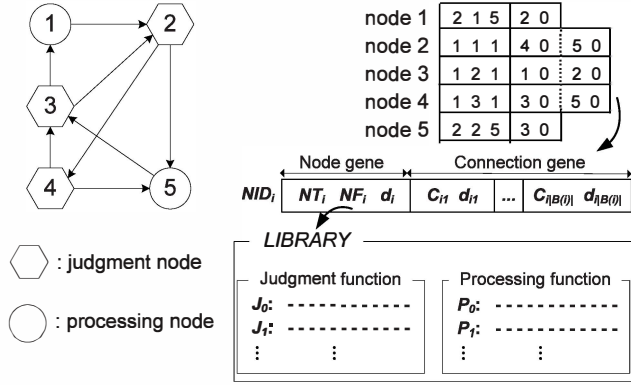 1
2
3
4
5
: judgment node
: processing node
node 1 2 1 5 2 0
node 2 1 1 1 4 0 5 0
node 3 1 2 1 1 0 2 0
node 4 1 3 1 3 0 5 0
node 5 2 2 5 3 0
Node gene Connection gene
NIDi NTi NFi di Ci1 di1 ... Ci|B(i)| di|B(i)|
LIBRARY
Judgment function
J0:
J1:
Processing function
P0:
P1: